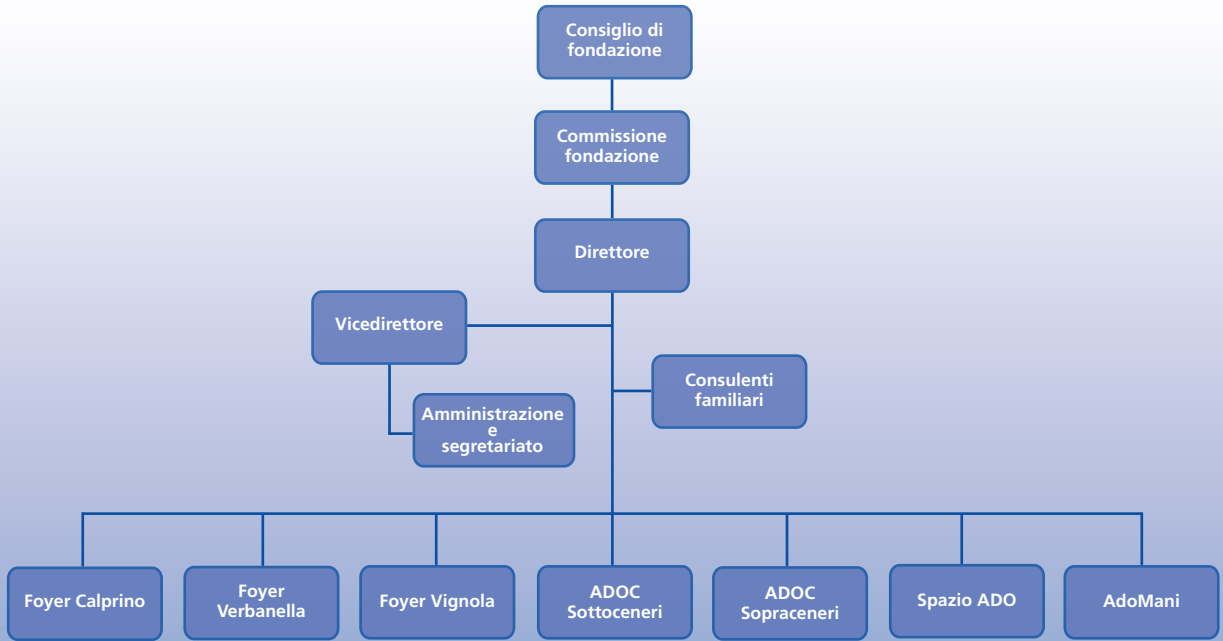 Consiglio di
fondazione
Commissione
fondazione
Direttore
Vicedirettore
Consulenti
familiari
Amministrazione
e
segretariato
Foyer Calprino
Foyer
Verbanella
Foyer Vignola
ADOC
Sottoceneri
ADOC
Sopraceneri
Spazio ADO
AdoMani